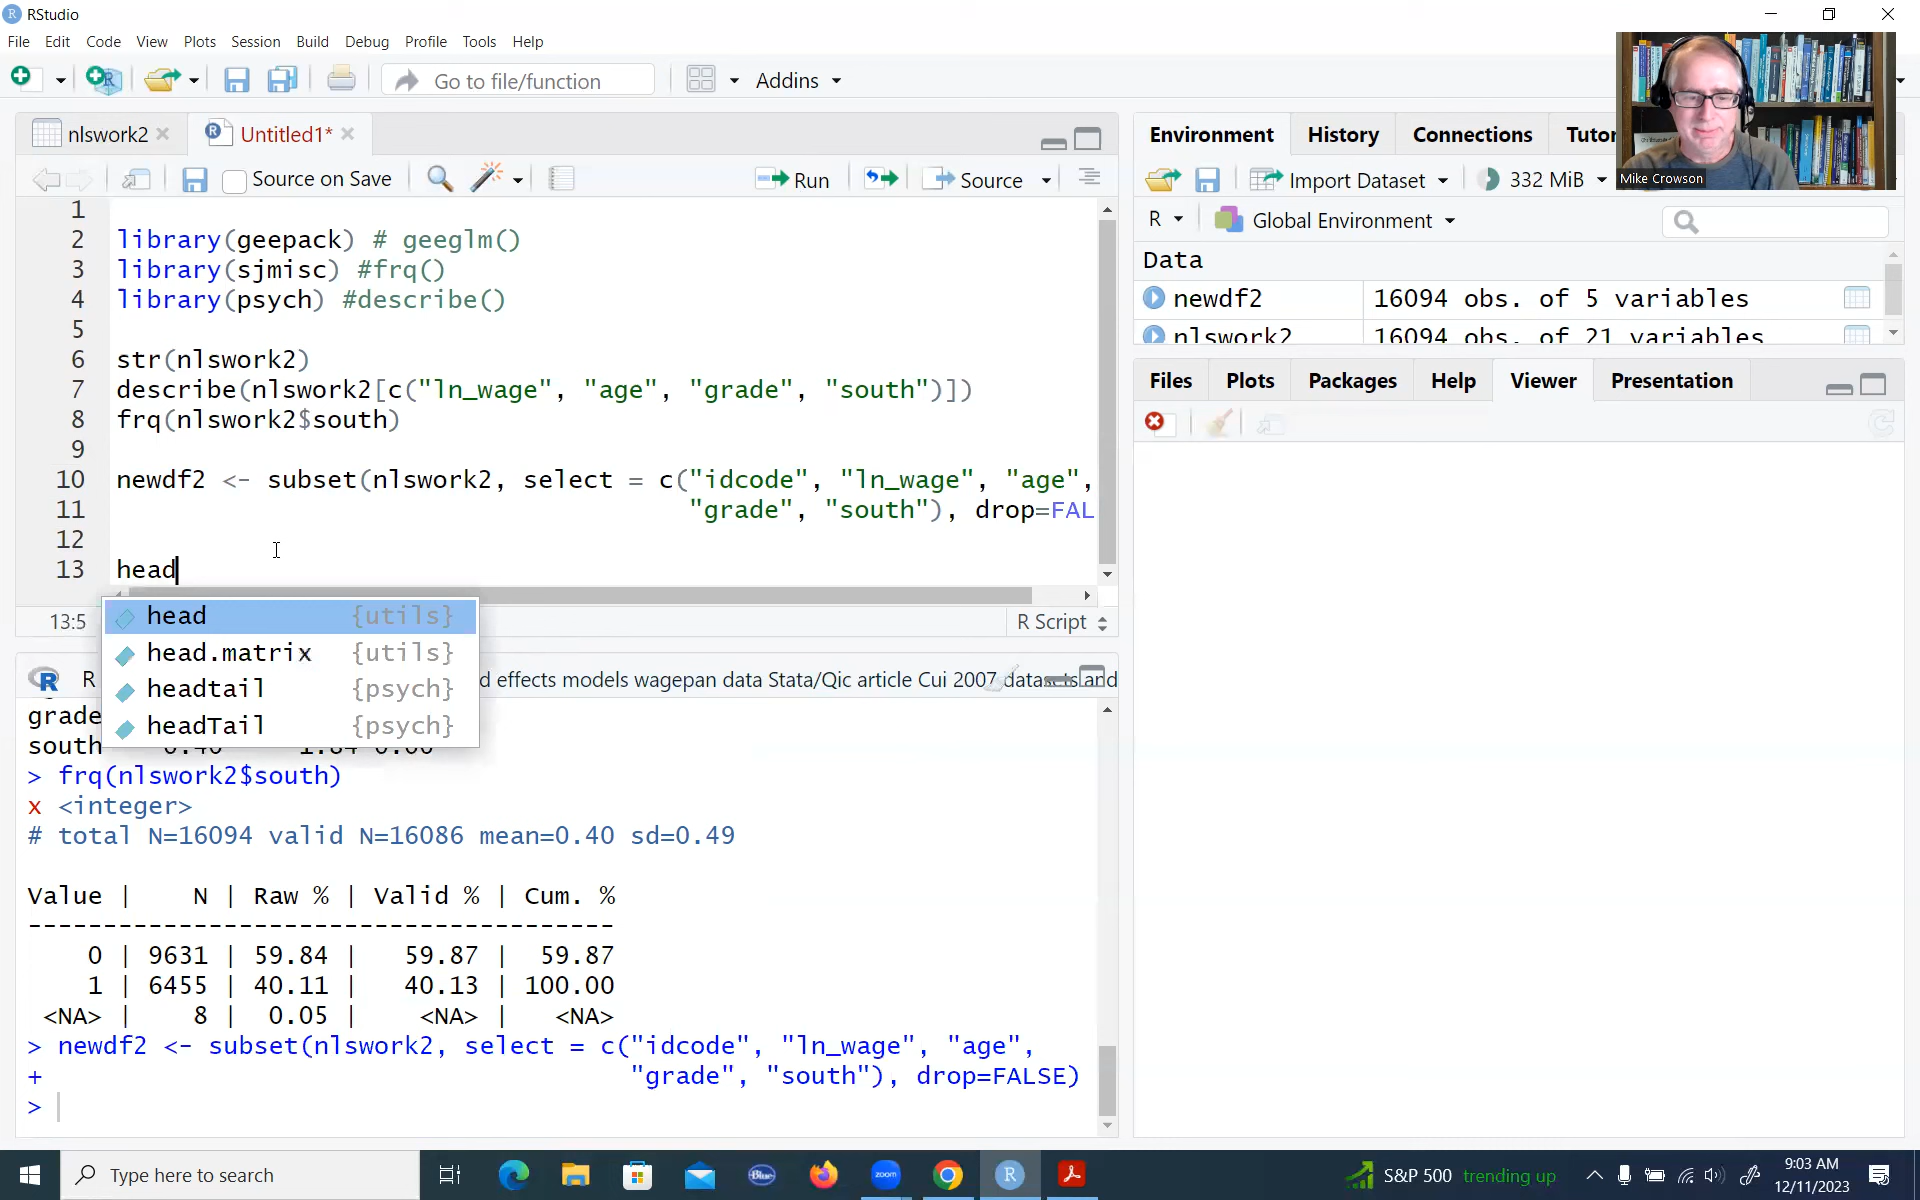 RStudio
File Edit Code View Plots Session Build Debug Profile Tools Help
Go to file/function Addins
nlswork2 Untitled1*
Source on Save Run Source
1
2 library(geepack) # geeglm()
3 library(sjmisc) #frq()
4 library(psych) #describe()
5
6 str(nlswork2)
7 describe(nlswork2[c("ln_wage", "age", "grade", "south")])
8 frq(nlswork2$south)
9
10 newdf2 <- subset(nlswork2, select = c("idcode", "ln_wage", "age",
11 "grade", "south"), drop=FAL
12
13 head
head {utils}
head.matrix {utils}
headtail {psych}
headTail {psych}
13:5 R Script
R d effects models wagepan data Stata/Qic article Cui 2007 datasets and
grade
south
> frq(nlswork2$south)
x <integer>
# total N=16094 valid N=16086 mean=0.40 sd=0.49
Value | N | Raw % | Valid % | Cum. %
---------------------------------------
0 | 9631 | 59.84 | 59.87 | 59.87
1 | 6455 | 40.11 | 40.13 | 100.00
<NA> | 8 | 0.05 | <NA> | <NA>
> newdf2 <- subset(nlswork2, select = c("idcode", "ln_wage", "age",
+ "grade", "south"), drop=FALSE)
>
Environment History Connections Tutor
Import Dataset 332 MiB
R Global Environment
Data
newdf2 16094 obs. of 5 variables
nlswork2 16094 obs. of 21 variables
Files Plots Packages Help Viewer Presentation
Mike Crowson
Type here to search
zoom
S&P 500 trending up
9:03 AM
12/11/2023